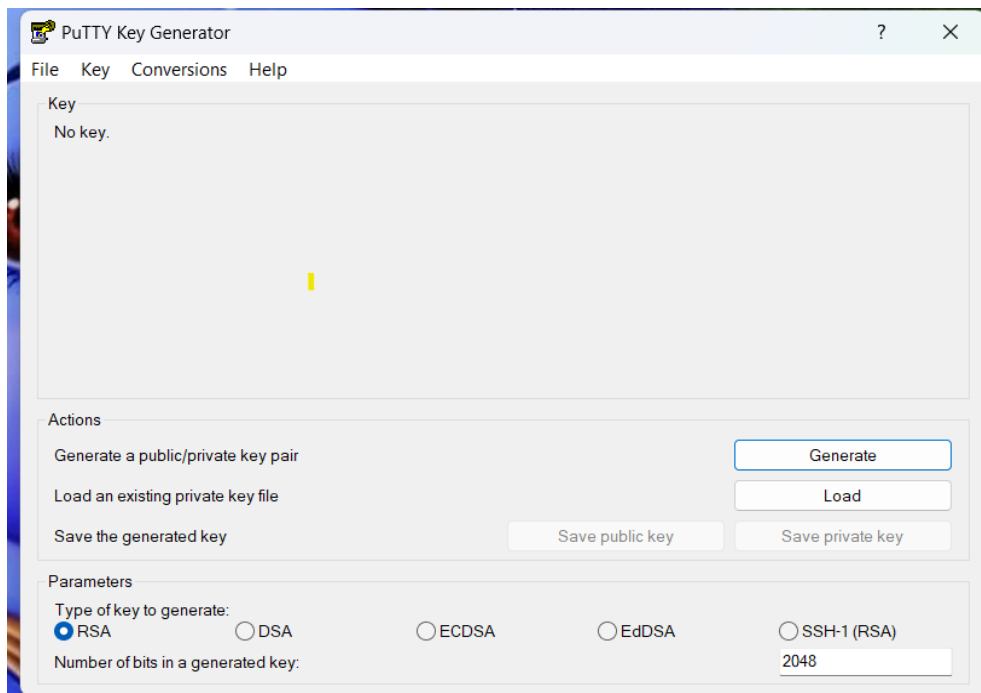 PuTTY Key Generator ?
File Key Conversions Help
Key
No key.
Actions
Generate a public/private key pair Generate
Load an existing private key file Load
Save the generated key Save public key Save private key
Parameters
Type of key to generate:
RSA DSA ECDSA EdDSA SSH-1 (RSA)
Number of bits in a generated key: 2048